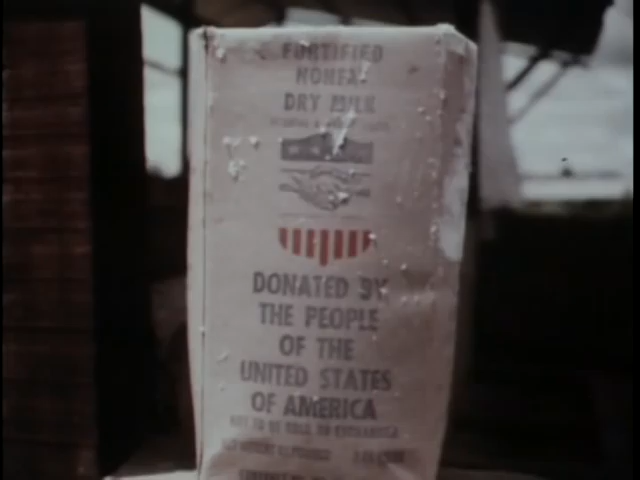 FORTIFIED
NONFAT
DRY MILK
DONATED BY
THE PEOPLE
OF THE
UNITED STATES
OF AMERICA
NOT TO BE SOLD OR EXCHANGED